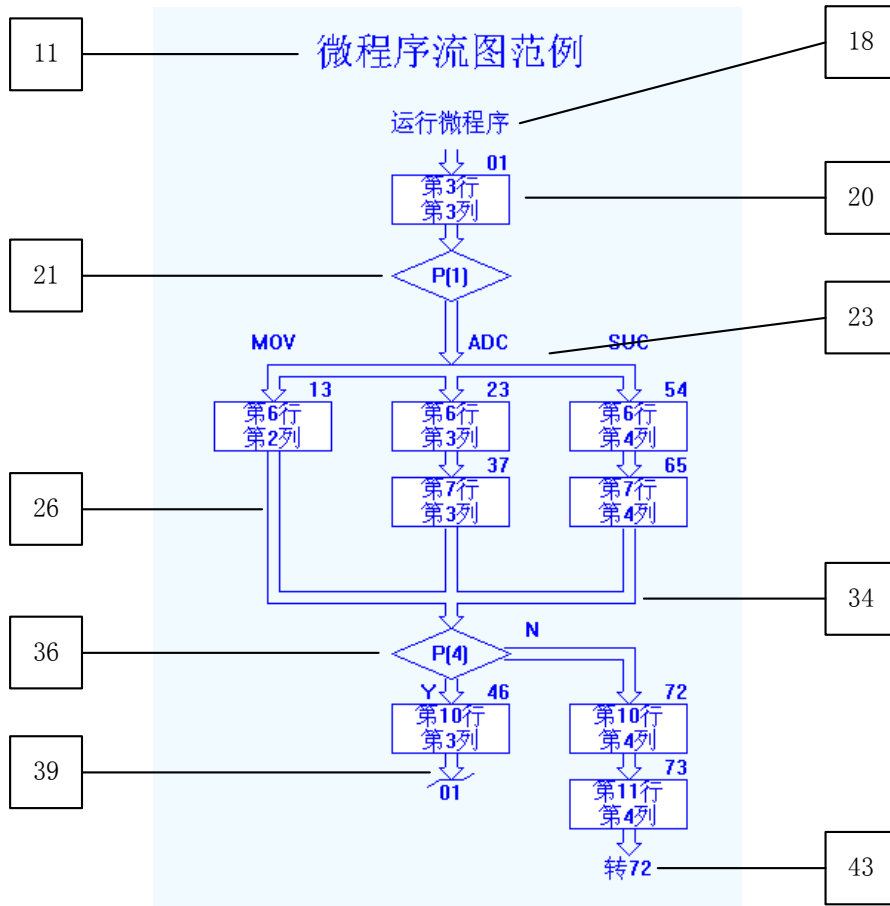 11
微程序流图范例
18
运行微程序
01
第3行
第3列
20
21
P(1)
23
MOV
ADC
SUC
13
23
54
第6行
第2列
第6行
第3列
第6行
第4列
37
65
第7行
第3列
第7行
第4列
26
34
N
36
P(4)
Y
46
72
第10行
第3列
第10行
第4列
39
01
73
第11行
第4列
转72
43